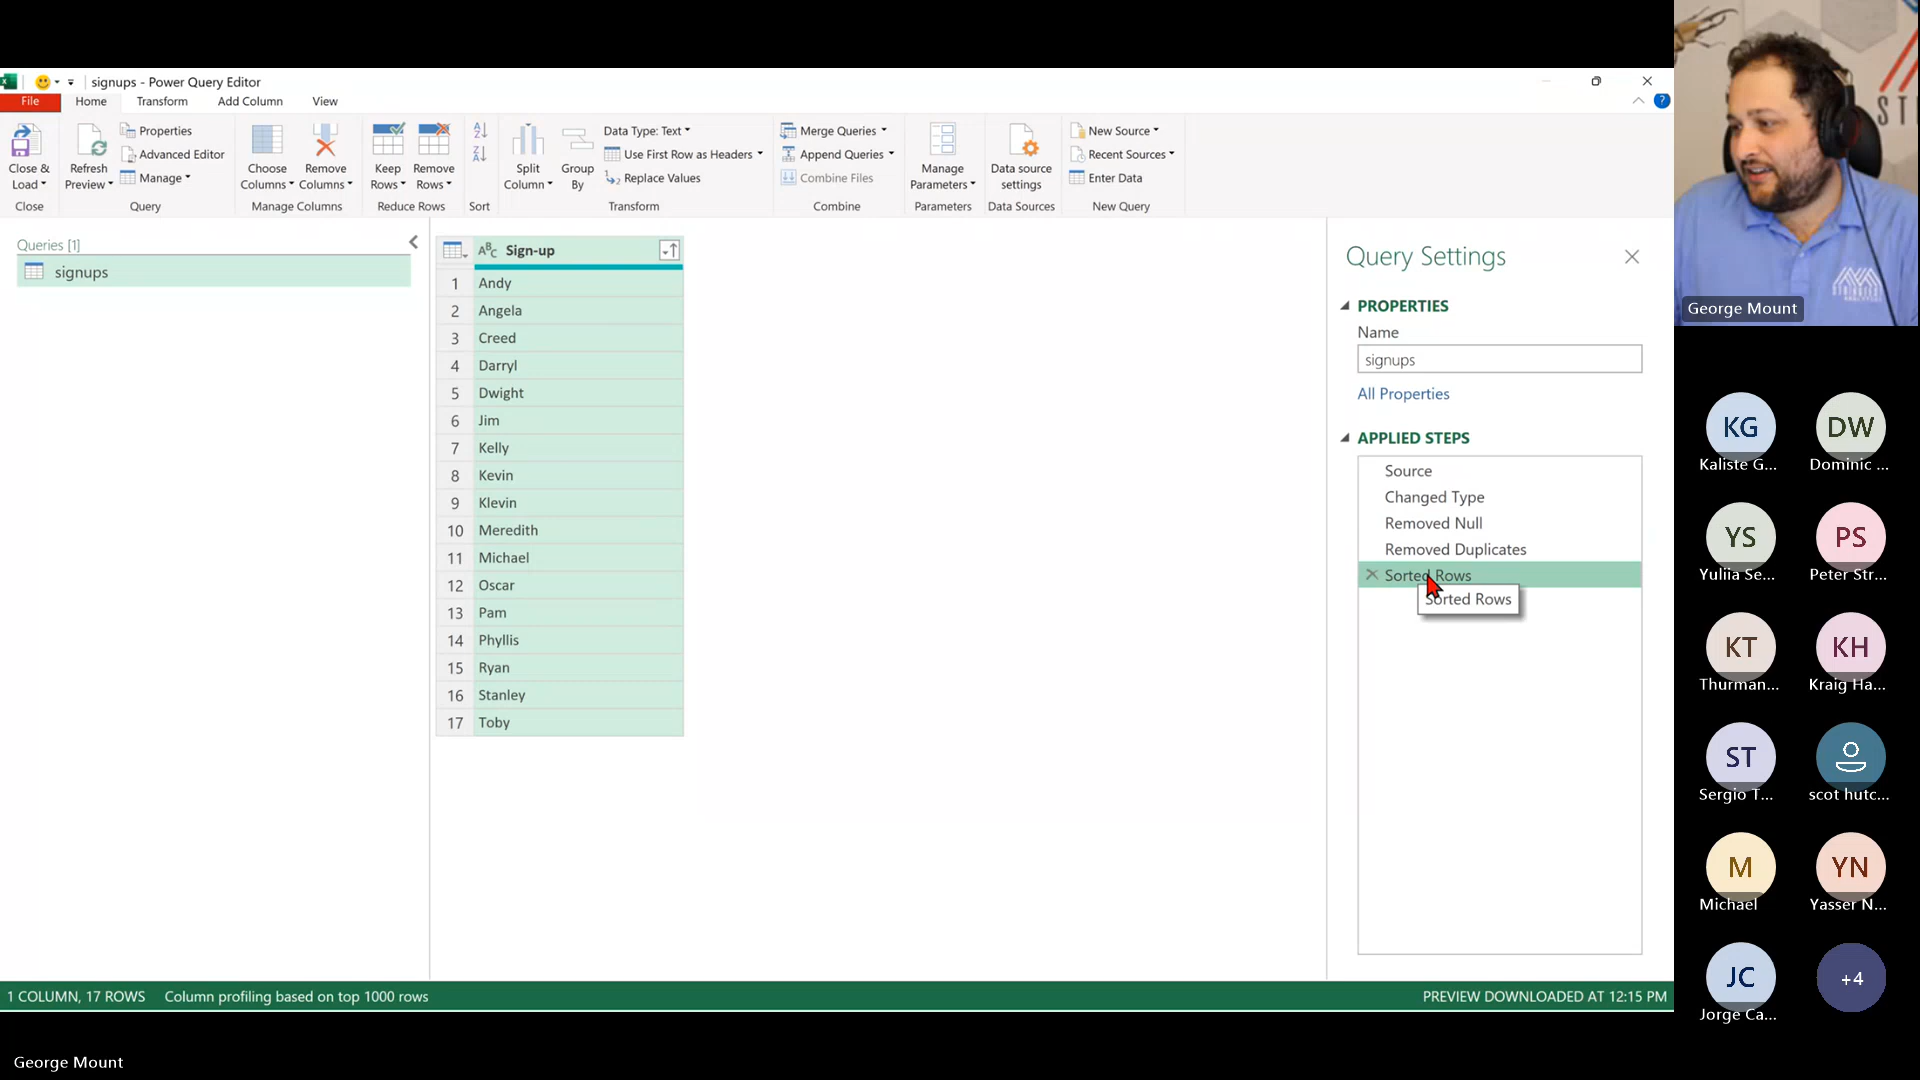 signups - Power Query Editor
File
Home
Transform
Add Column
View
?
Close &
Load
Close
Refresh
Preview
Properties
Advanced Editor
Manage
Query
Choose
Columns
Remove
Columns
Manage Columns
Keep
Rows
Remove
Rows
Reduce Rows
A
Z
Z
A
Sort
Split
Column
Group
By
Data Type: Text
Use First Row as Headers
Replace Values
Transform
Merge Queries
Append Queries
Combine Files
Combine
Manage
Parameters
Parameters
Data source
settings
Data Sources
New Source
Recent Sources
Enter Data
New Query
Queries [1]
signups
ABC Sign-up
1 Andy
2 Angela
3 Creed
4 Darryl
5 Dwight
6 Jim
7 Kelly
8 Kevin
9 Klevin
10 Meredith
11 Michael
12 Oscar
13 Pam
14 Phyllis
15 Ryan
16 Stanley
17 Toby
Query Settings
PROPERTIES
Name
signups
All Properties
APPLIED STEPS
Source
Changed Type
Removed Null
Removed Duplicates
Sorted Rows
Sorted Rows
1 COLUMN, 17 ROWS
Column profiling based on top 1000 rows
PREVIEW DOWNLOADED AT 12:15 PM
George Mount
George Mount
KG
Kaliste G...
DW
Dominic ...
YS
Yuliia Se...
PS
Peter Str...
KT
Thurman...
KH
Kraig Ha...
ST
Sergio T...
scot hutc...
M
Michael
YN
Yasser N...
JC
Jorge Ca...
+4